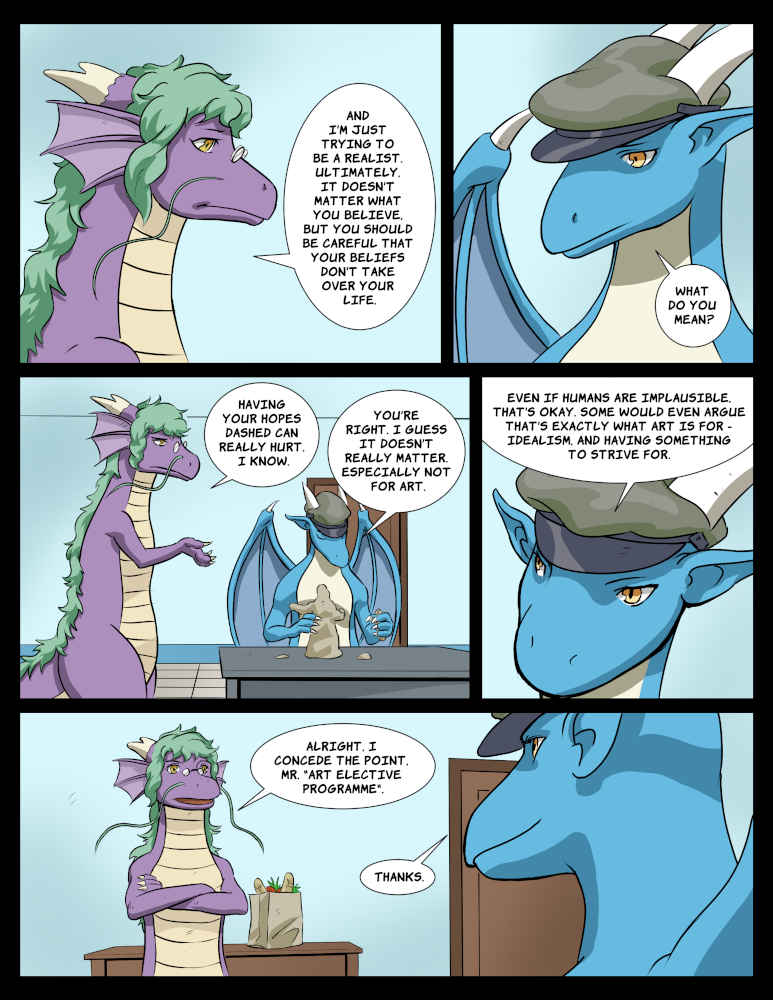 AND
I'M JUST
TRYING TO
BE A REALIST.
ULTIMATELY,
IT DOESN'T
MATTER WHAT
YOU BELIEVE,
BUT YOU SHOULD
BE CAREFUL THAT
YOUR BELIEFS
DON'T TAKE
OVER YOUR
LIFE.
WHAT
DO YOU
MEAN?
HAVING
YOUR HOPES
DASHED CAN
REALLY HURT.
I KNOW.
YOU'RE
RIGHT. I GUESS
IT DOESN'T
REALLY MATTER.
ESPECIALLY NOT
FOR ART.
EVEN IF HUMANS ARE IMPLAUSIBLE,
THAT'S OKAY. SOME WOULD EVEN ARGUE
THAT'S EXACTLY WHAT ART IS FOR -
IDEALISM, AND HAVING SOMETHING
TO STRIVE FOR.
ALRIGHT, I
CONCEDE THE POINT,
MR. "ART ELECTIVE
PROGRAMME".
THANKS.